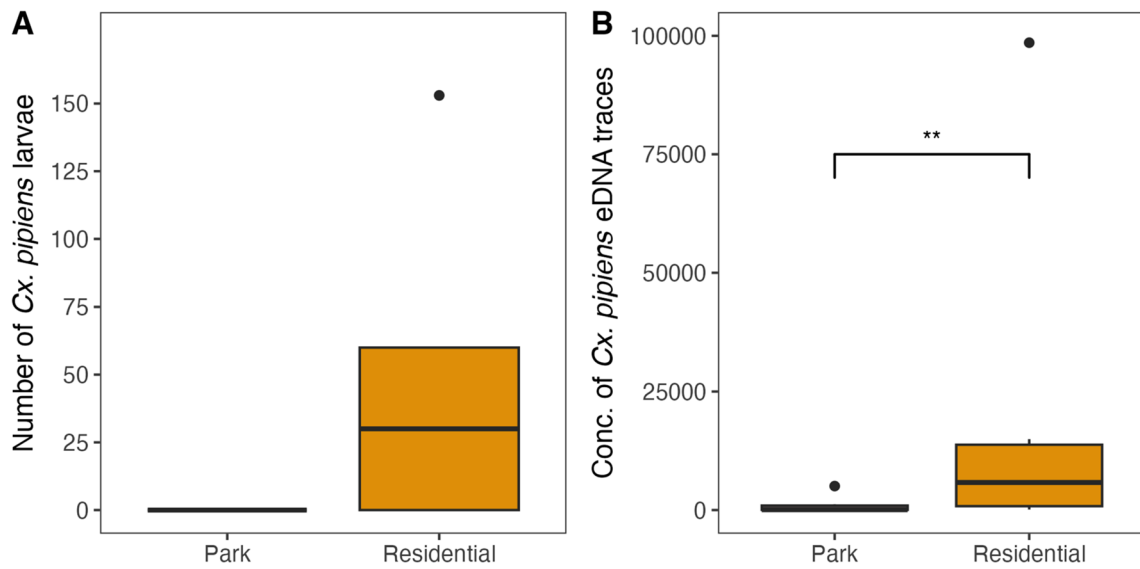 A
Number of Cx. pipiens larvae
150
125
100
75
50
25
0
Park
Residential
B
Conc. of Cx. pipiens eDNA traces
100000
75000
50000
25000
0
**
Park
Residential